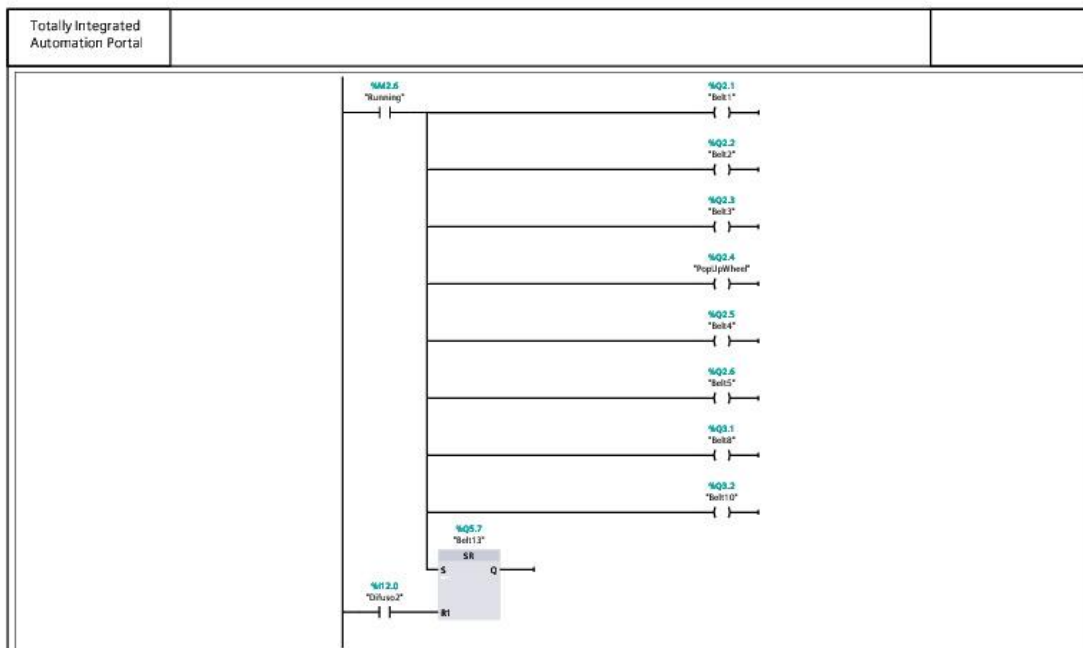 Totally Integrated
Automation Portal
%M2.6
"Running"
%Q2.1
"Belt1"
%Q2.2
"Belt2"
%Q2.3
"Belt3"
%Q2.4
"PopUpWheel"
%Q2.5
"Belt4"
%Q2.6
"Belt5"
%Q3.1
"Belt8"
%Q3.2
"Belt10"
%Q5.7
"Belt13"
SR
S Q
%I12.0
"Difuso2"
R1